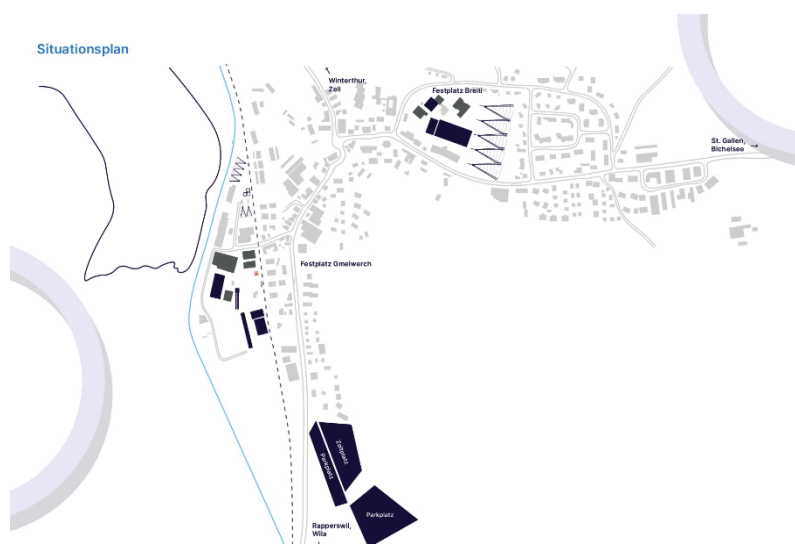 Situationsplan
Winterthur,
Zell
Festplatz Breiti
St. Gallen,
Bichelsee
Festplatz Gmeiwerch
Zeltplatz
Parkplatz
Parkplatz
Rapperswil,
Wila